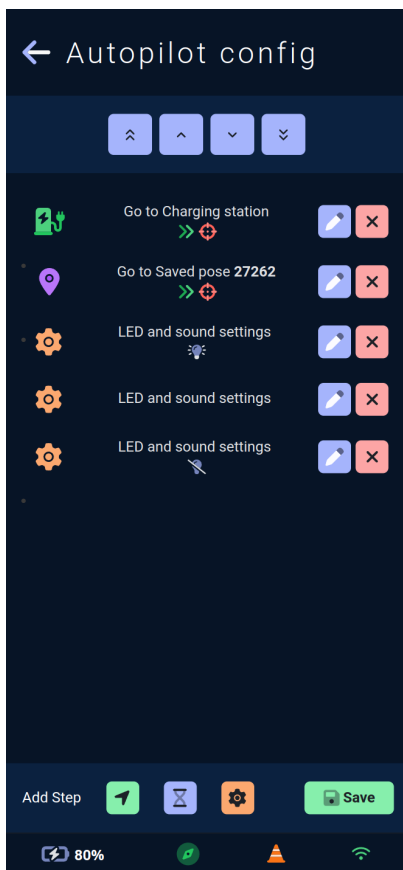 Autopilot config
Go to Charging station
Go to Saved pose 27262
LED and sound settings
LED and sound settings
LED and sound settings
Add Step
Save
80%